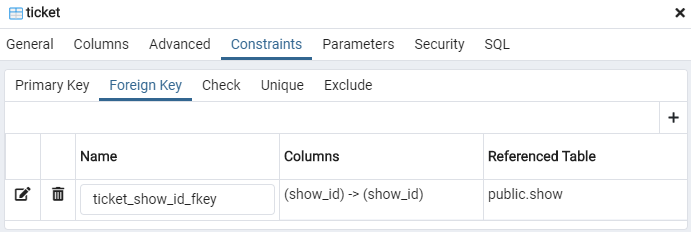 ticket
General Columns Advanced Constraints Parameters Security SQL
Primary Key Foreign Key Check Unique Exclude
Name Columns Referenced Table
ticket_show_id_fkey (show_id) -> (show_id) public.show